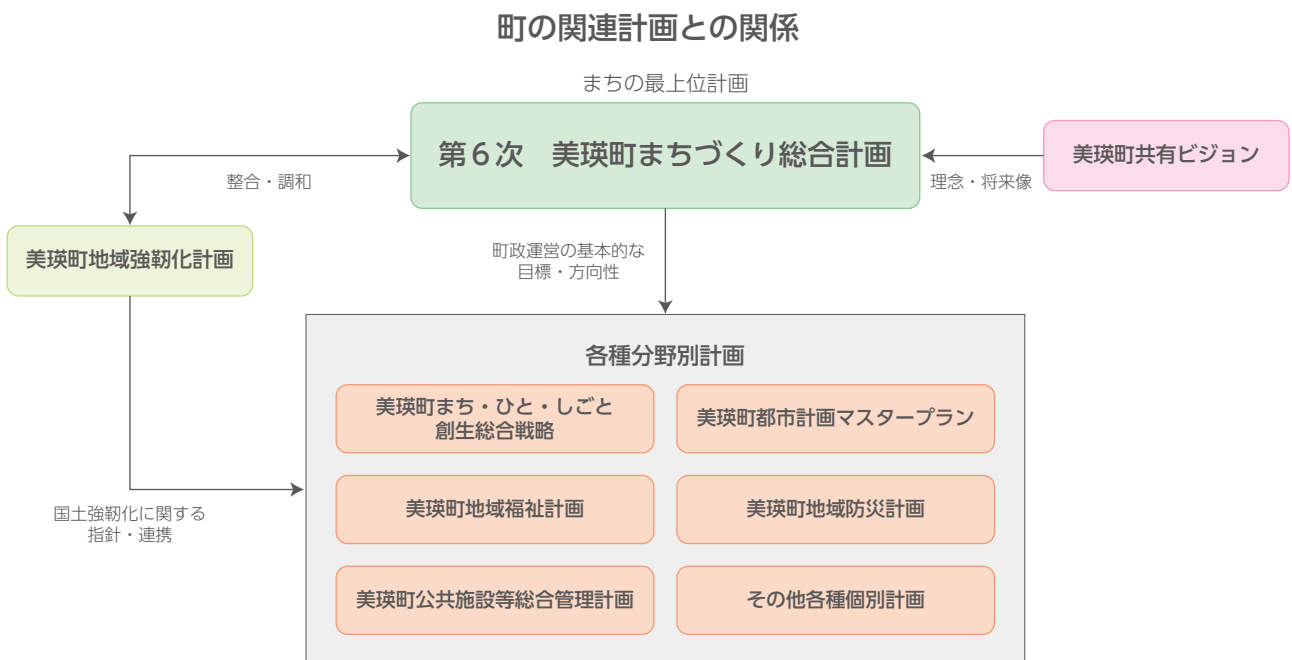 町の関連計画との関係
まちの最上位計画
第６次　美瑛町まちづくり総合計画
美瑛町共有ビジョン
整合・調和
理念・将来像
美瑛町地域強靭化計画
町政運営の基本的な
目標・方向性
各種分野別計画
美瑛町まち・ひと・しごと
創生総合戦略
美瑛町都市計画マスタープラン
美瑛町地域福祉計画
美瑛町地域防災計画
国土強靭化に関する
指針・連携
美瑛町公共施設等総合管理計画
その他各種個別計画